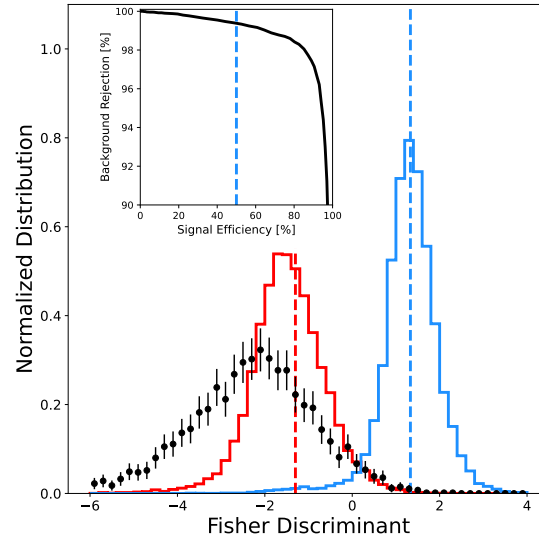 100
98
96
94
92
90
Background Rejection [%]
0 20 40 60 80 100
Signal Efficiency [%]
1.0
0.8
0.6
0.4
0.2
0.0
Normalized Distribution
−6 −4 −2 0 2 4
Fisher Discriminant